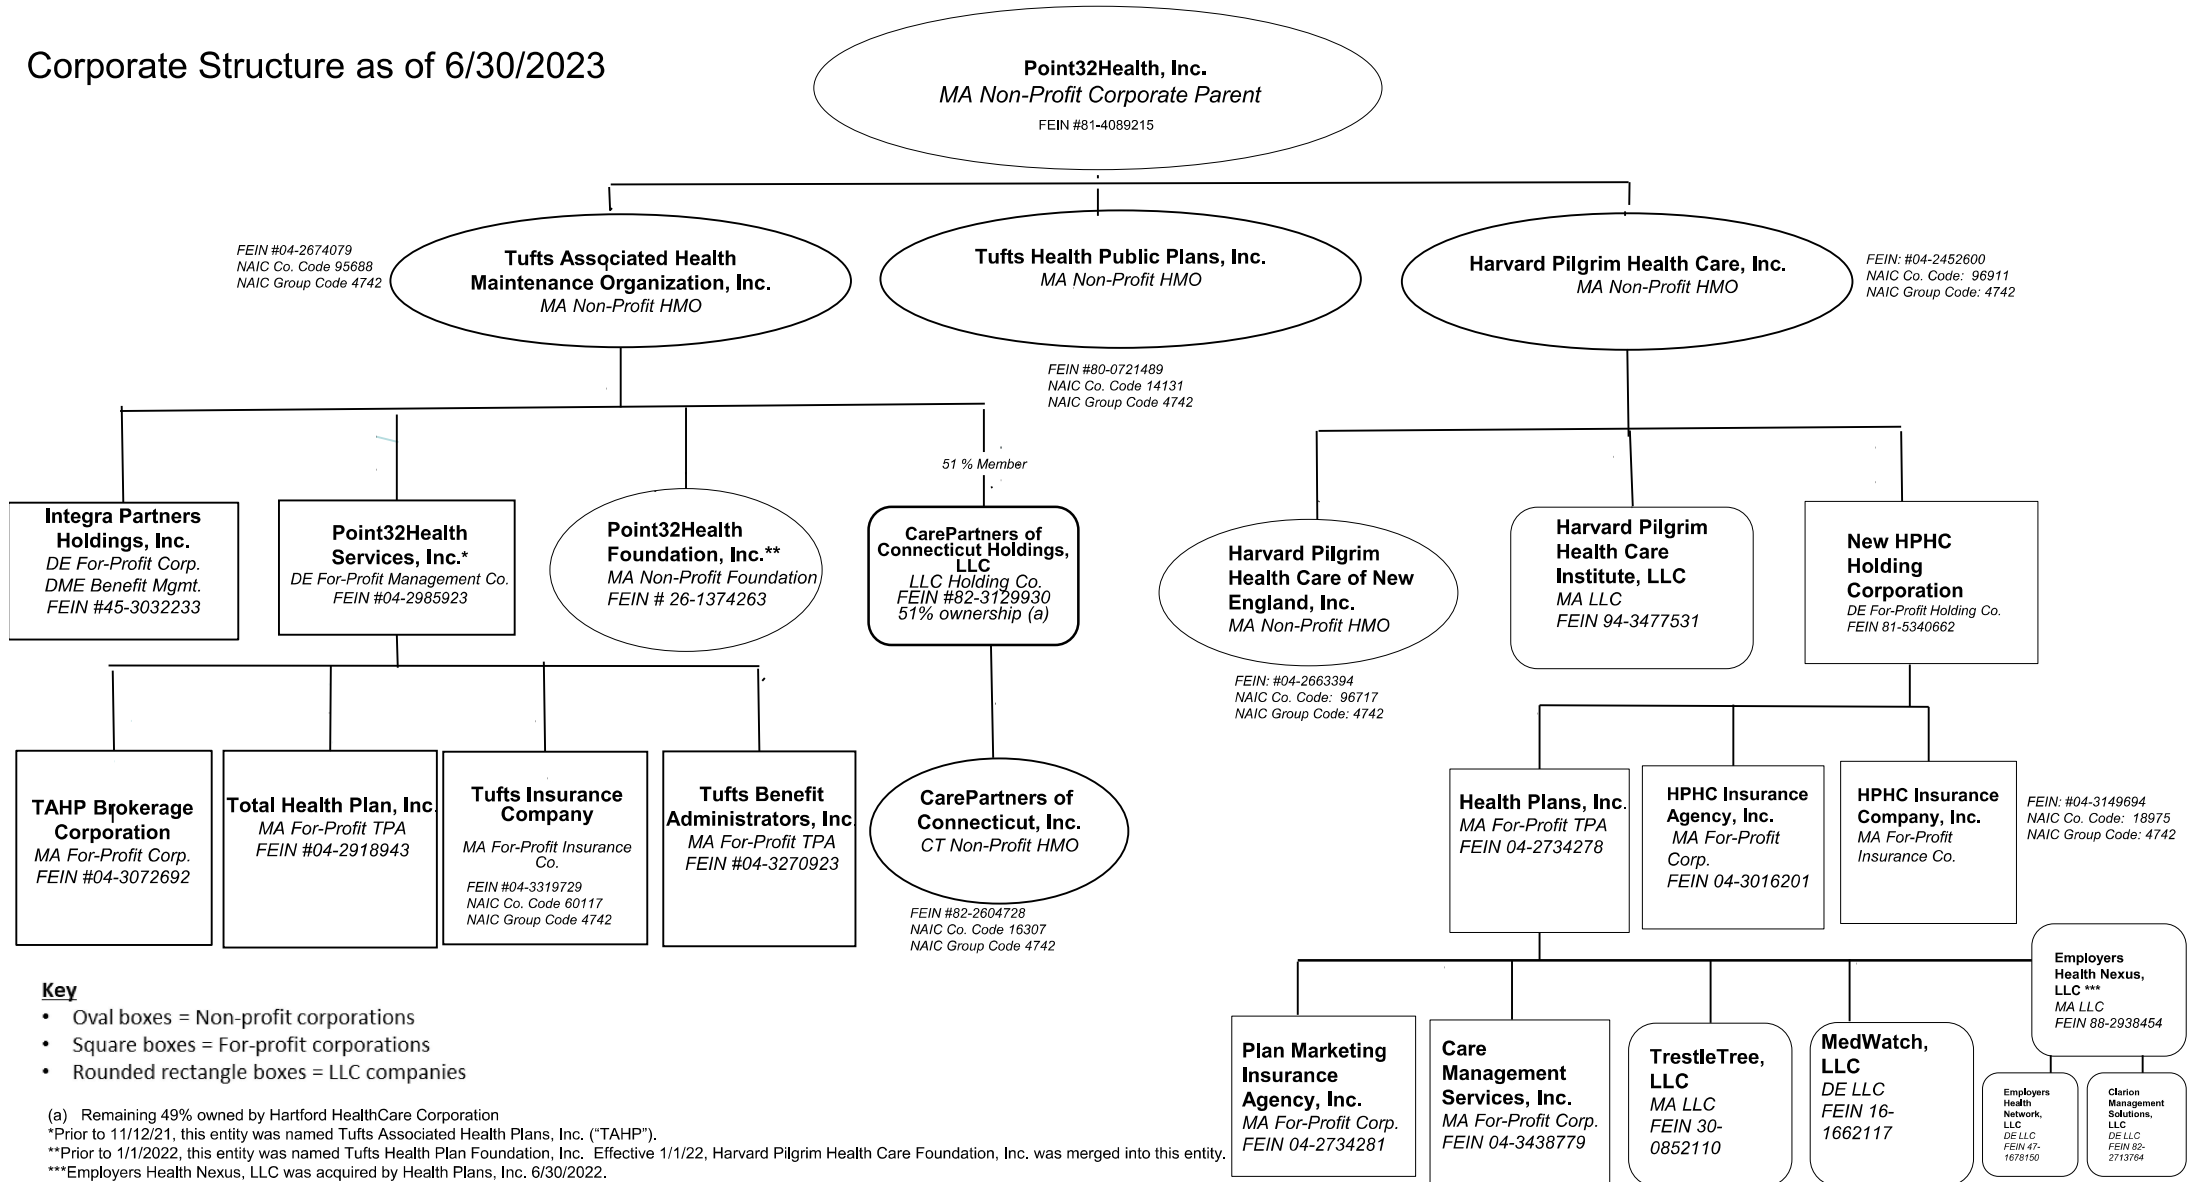 Corporate Structure as of 6/30/2023
Point32Health, Inc.
MA Non-Profit Corporate Parent
FEIN #81-4089215
FEIN #04-2674079
NAIC Co. Code 95688
NAIC Group Code 4742
Tufts Associated Health
Maintenance Organization, Inc.
MA Non-Profit HMO
Tufts Health Public Plans, Inc.
MA Non-Profit HMO
FEIN #80-0721489
NAIC Co. Code 14131
NAIC Group Code 4742
Harvard Pilgrim Health Care, Inc.
MA Non-Profit HMO
FEIN: #04-2452600
NAIC Co. Code: 96911
NAIC Group Code: 4742
51 % Member
Integra Partners
Holdings, Inc.
DE For-Profit Corp.
DME Benefit Mgmt.
FEIN #45-3032233
Point32Health
Services, Inc.*
DE For-Profit Management Co.
FEIN #04-2985923
Point32Health
Foundation, Inc.**
MA Non-Profit Foundation
FEIN # 26-1374263
CarePartners of
Connecticut Holdings,
LLC
LLC Holding Co.
FEIN #82-3129930
51% ownership (a)
Harvard Pilgrim
Health Care of New
England, Inc.
MA Non-Profit HMO
FEIN: #04-2663394
NAIC Co. Code: 96717
NAIC Group Code: 4742
Harvard Pilgrim
Health Care
Institute, LLC
MA LLC
FEIN 94-3477531
New HPHC
Holding
Corporation
DE For-Profit Holding Co.
FEIN 81-5340662
TAHP Brokerage
Corporation
MA For-Profit Corp.
FEIN #04-3072692
Total Health Plan, Inc.
MA For-Profit TPA
FEIN #04-2918943
Tufts Insurance
Company
MA For-Profit Insurance
Co.
FEIN #04-3319729
NAIC Co. Code 60117
NAIC Group Code 4742
Tufts Benefit
Administrators, Inc.
MA For-Profit TPA
FEIN #04-3270923
CarePartners of
Connecticut, Inc.
CT Non-Profit HMO
FEIN #82-2604728
NAIC Co. Code 16307
NAIC Group Code 4742
Health Plans, Inc.
MA For-Profit TPA
FEIN 04-2734278
HPHC Insurance
Agency, Inc.
MA For-Profit
Corp.
FEIN 04-3016201
HPHC Insurance
Company, Inc.
MA For-Profit
Insurance Co.
FEIN: #04-3149694
NAIC Co. Code: 18975
NAIC Group Code: 4742
Plan Marketing
Insurance
Agency, Inc.
MA For-Profit Corp.
FEIN 04-2734281
Care
Management
Services, Inc.
MA For-Profit Corp.
FEIN 04-3438779
TrestleTree,
LLC
MA LLC
FEIN 30-
0852110
MedWatch,
LLC
DE LLC
FEIN 16-
1662117
Employers
Health Nexus,
LLC ***
MA LLC
FEIN 88-2938454
Employers
Health
Network,
LLC
DE LLC
FEIN 47-
1678150
Clarion
Management
Solutions,
LLC
DE LLC
FEIN 82-
2713764
Key
• Oval boxes = Non-profit corporations
• Square boxes = For-profit corporations
• Rounded rectangle boxes = LLC companies
(a) Remaining 49% owned by Hartford HealthCare Corporation
*Prior to 11/12/21, this entity was named Tufts Associated Health Plans, Inc. (“TAHP”).
**Prior to 1/1/2022, this entity was named Tufts Health Plan Foundation, Inc. Effective 1/1/22, Harvard Pilgrim Health Care Foundation, Inc. was merged into this entity.
***Employers Health Nexus, LLC was acquired by Health Plans, Inc. 6/30/2022.